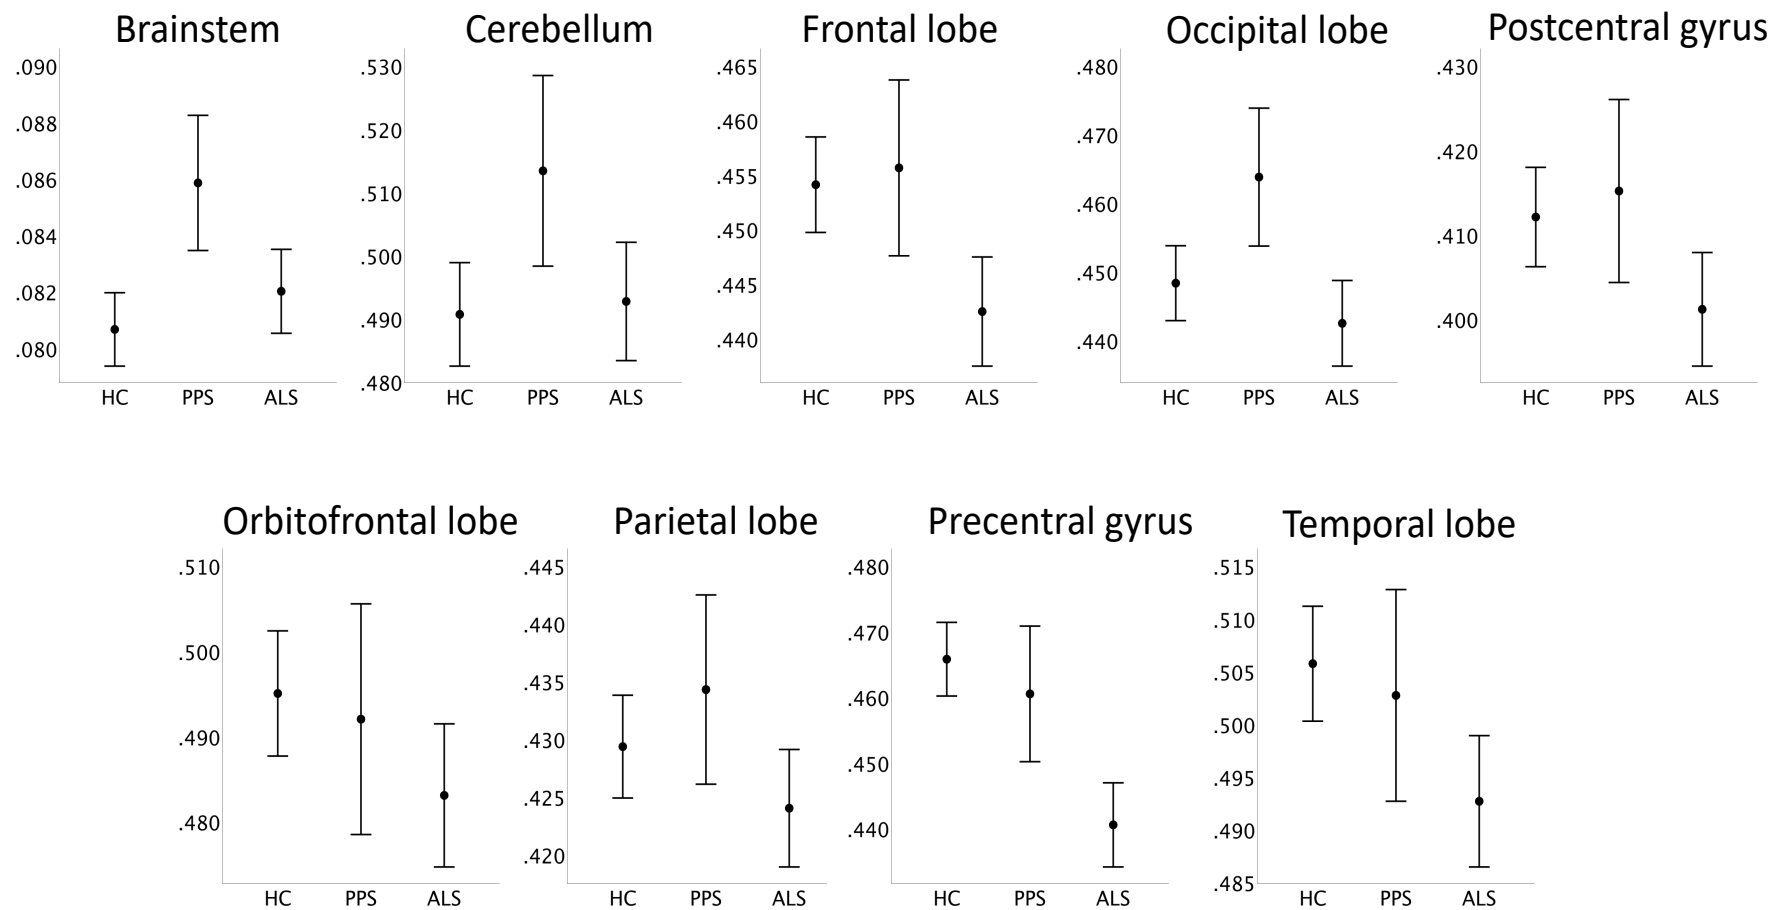 Brainstem
.090
.088
.086
.084
.082
.080
HC PPS ALS
Cerebellum
.530
.520
.510
.500
.490
.480
HC PPS ALS
Frontal lobe
.465
.460
.455
.450
.445
.440
HC PPS ALS
Occipital lobe
.480
.470
.460
.450
.440
HC PPS ALS
Postcentral gyrus
.430
.420
.410
.400
HC PPS ALS
Orbitofrontal lobe
.510
.500
.490
.480
HC PPS ALS
Parietal lobe
.445
.440
.435
.430
.425
.420
HC PPS ALS
Precentral gyrus
.480
.470
.460
.450
.440
HC PPS ALS
Temporal lobe
.515
.510
.505
.500
.495
.490
.485
HC PPS ALS